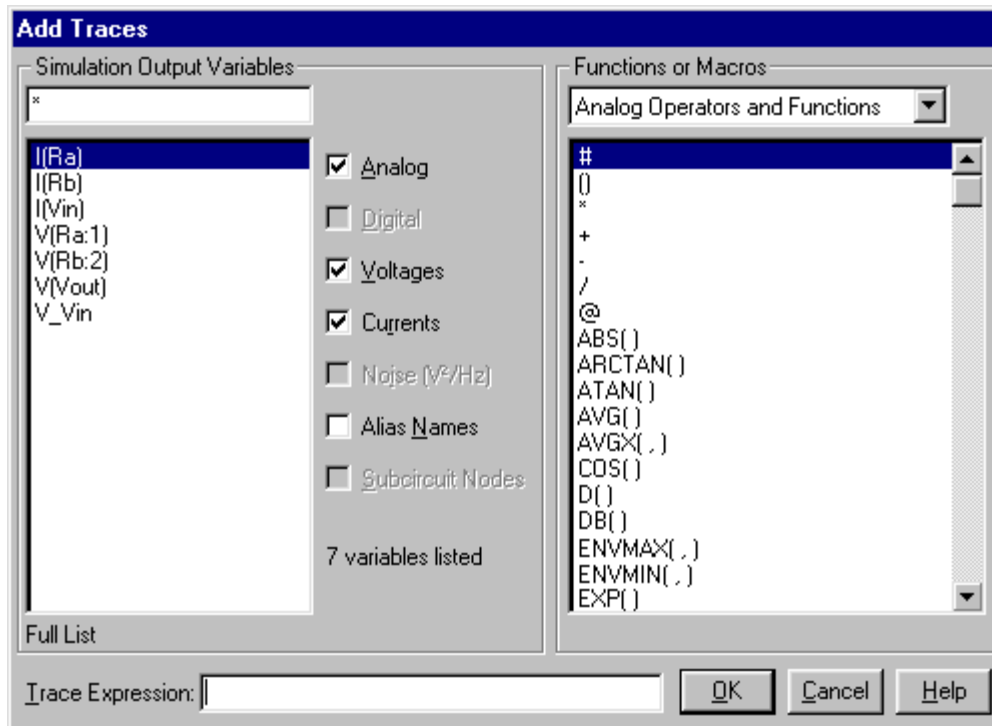 Add Traces
Simulation Output Variables
*
I(Ra)
I(Rb)
I(Vin)
V(Ra:1)
V(Rb:2)
V(Vout)
V_Vin
Analog
Digital
Voltages
Currents
Noise (V²/Hz)
Alias Names
Subcircuit Nodes
7 variables listed
Full List
Functions or Macros
Analog Operators and Functions
#
()
*
+
-
/
@
ABS( )
ARCTAN( )
ATAN( )
AVG( )
AVGX( , )
COS( )
D( )
DB( )
ENVMAX( , )
ENVMIN( , )
EXP( )
Trace Expression:
OK
Cancel
Help